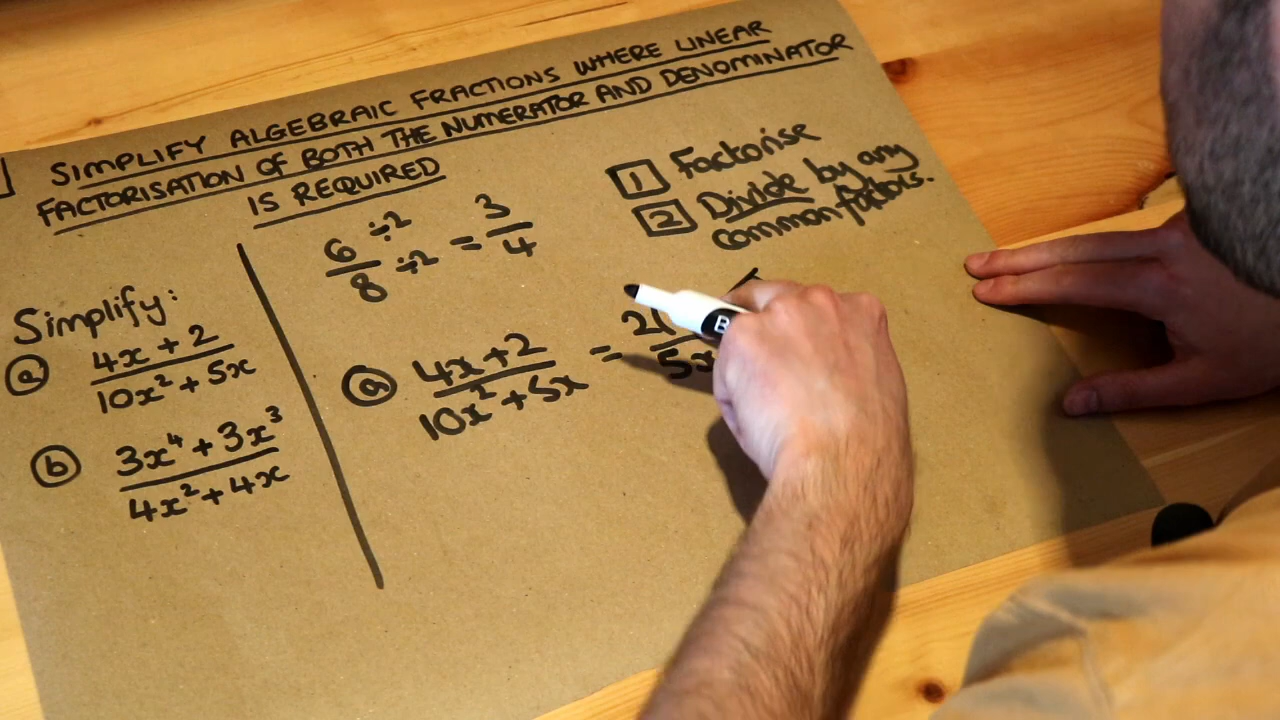 SIMPLIFY ALGEBRAIC FRACTIONS WHERE LINEAR
FACTORISATION OF BOTH THE NUMERATOR AND DENOMINATOR
IS REQUIRED
1 Factorise
2 Divide by any
common factors.
6 ÷2
8 ÷2
= 3
4
Simplify:
a 4x + 2
10x² + 5x
b 3x⁴ + 3x³
4x² + 4x
a 4x + 2
10x² + 5x
= 2(
5x
B